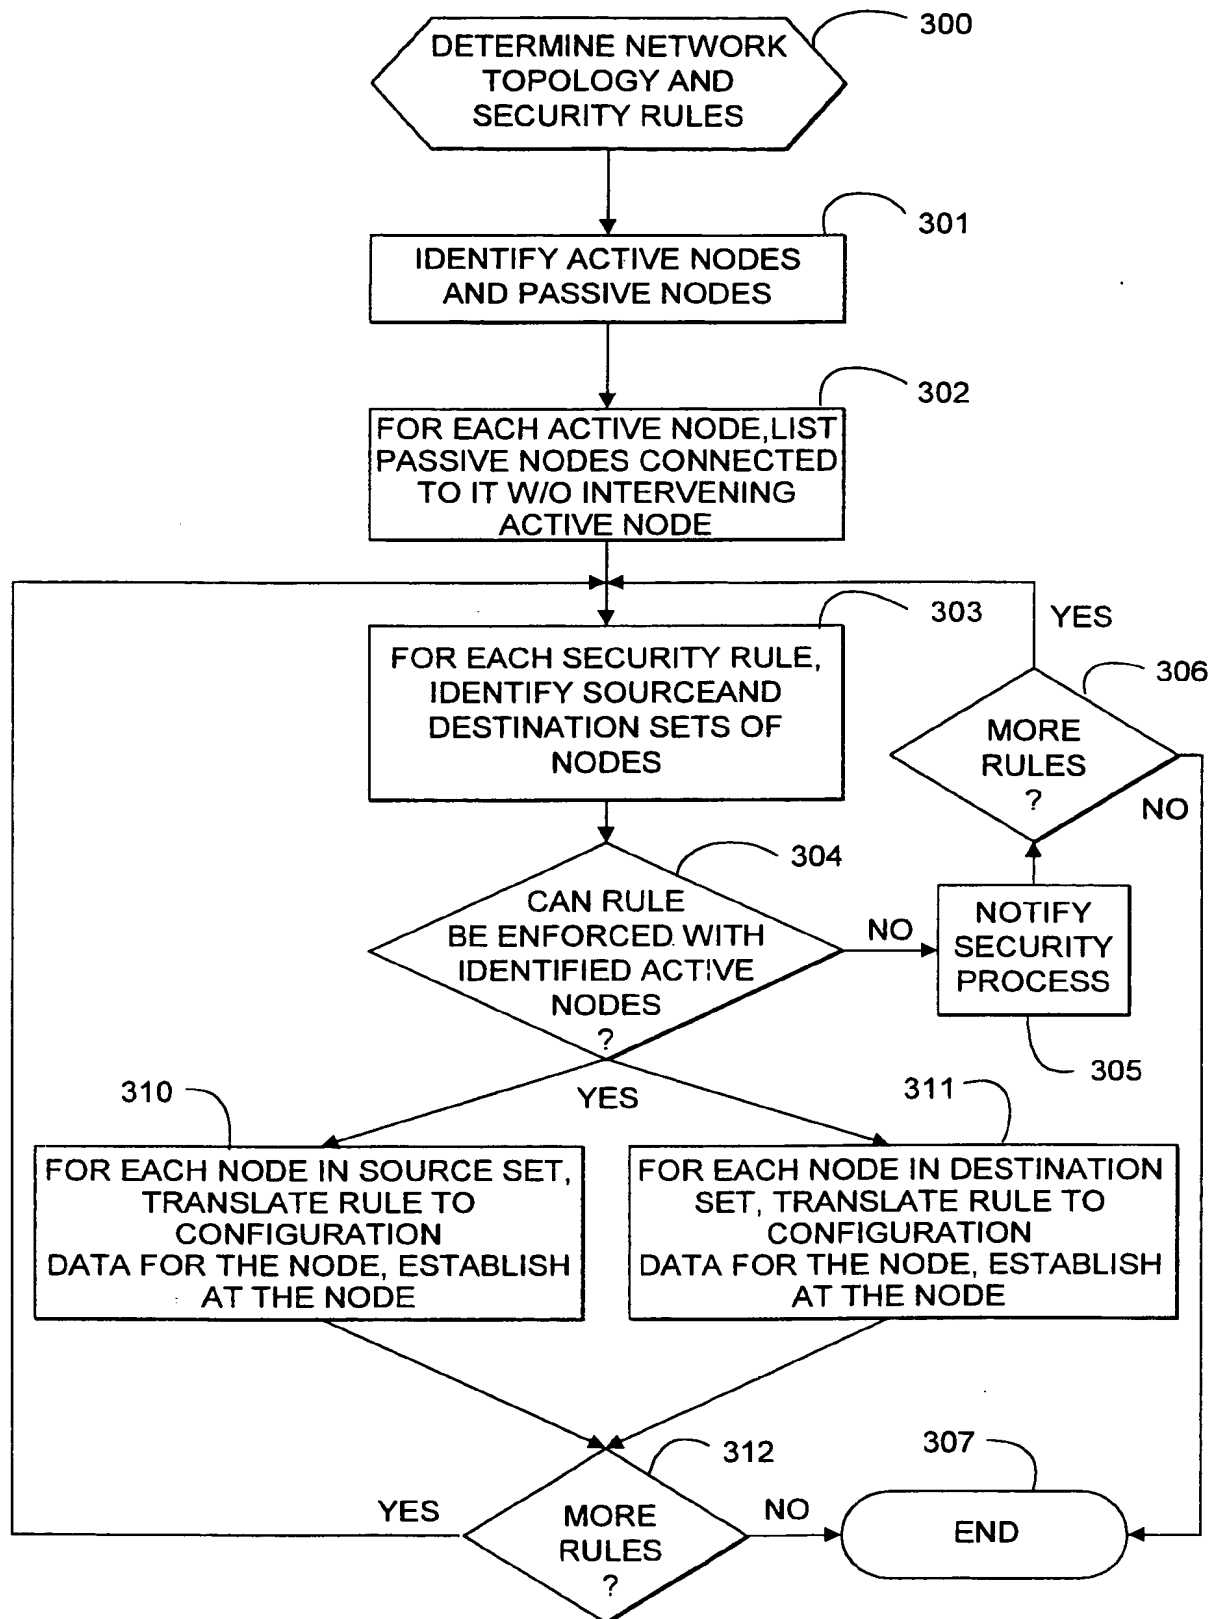 300
DETERMINE NETWORK
TOPOLOGY AND
SECURITY RULES
301
IDENTIFY ACTIVE NODES
AND PASSIVE NODES
302
FOR EACH ACTIVE NODE,LIST
PASSIVE NODES CONNECTED
TO IT W/O INTERVENING
ACTIVE NODE
303
FOR EACH SECURITY RULE,
IDENTIFY SOURCEAND
DESTINATION SETS OF
NODES
YES
306
MORE
RULES
?
NO
304
CAN RULE
BE ENFORCED WITH
IDENTIFIED ACTIVE
NODES
?
NO
NOTIFY
SECURITY
PROCESS
305
YES
310
FOR EACH NODE IN SOURCE SET,
TRANSLATE RULE TO
CONFIGURATION
DATA FOR THE NODE, ESTABLISH
AT THE NODE
311
FOR EACH NODE IN DESTINATION
SET, TRANSLATE RULE TO
CONFIGURATION
DATA FOR THE NODE, ESTABLISH
AT THE NODE
312
YES
MORE
RULES
?
NO
307
END